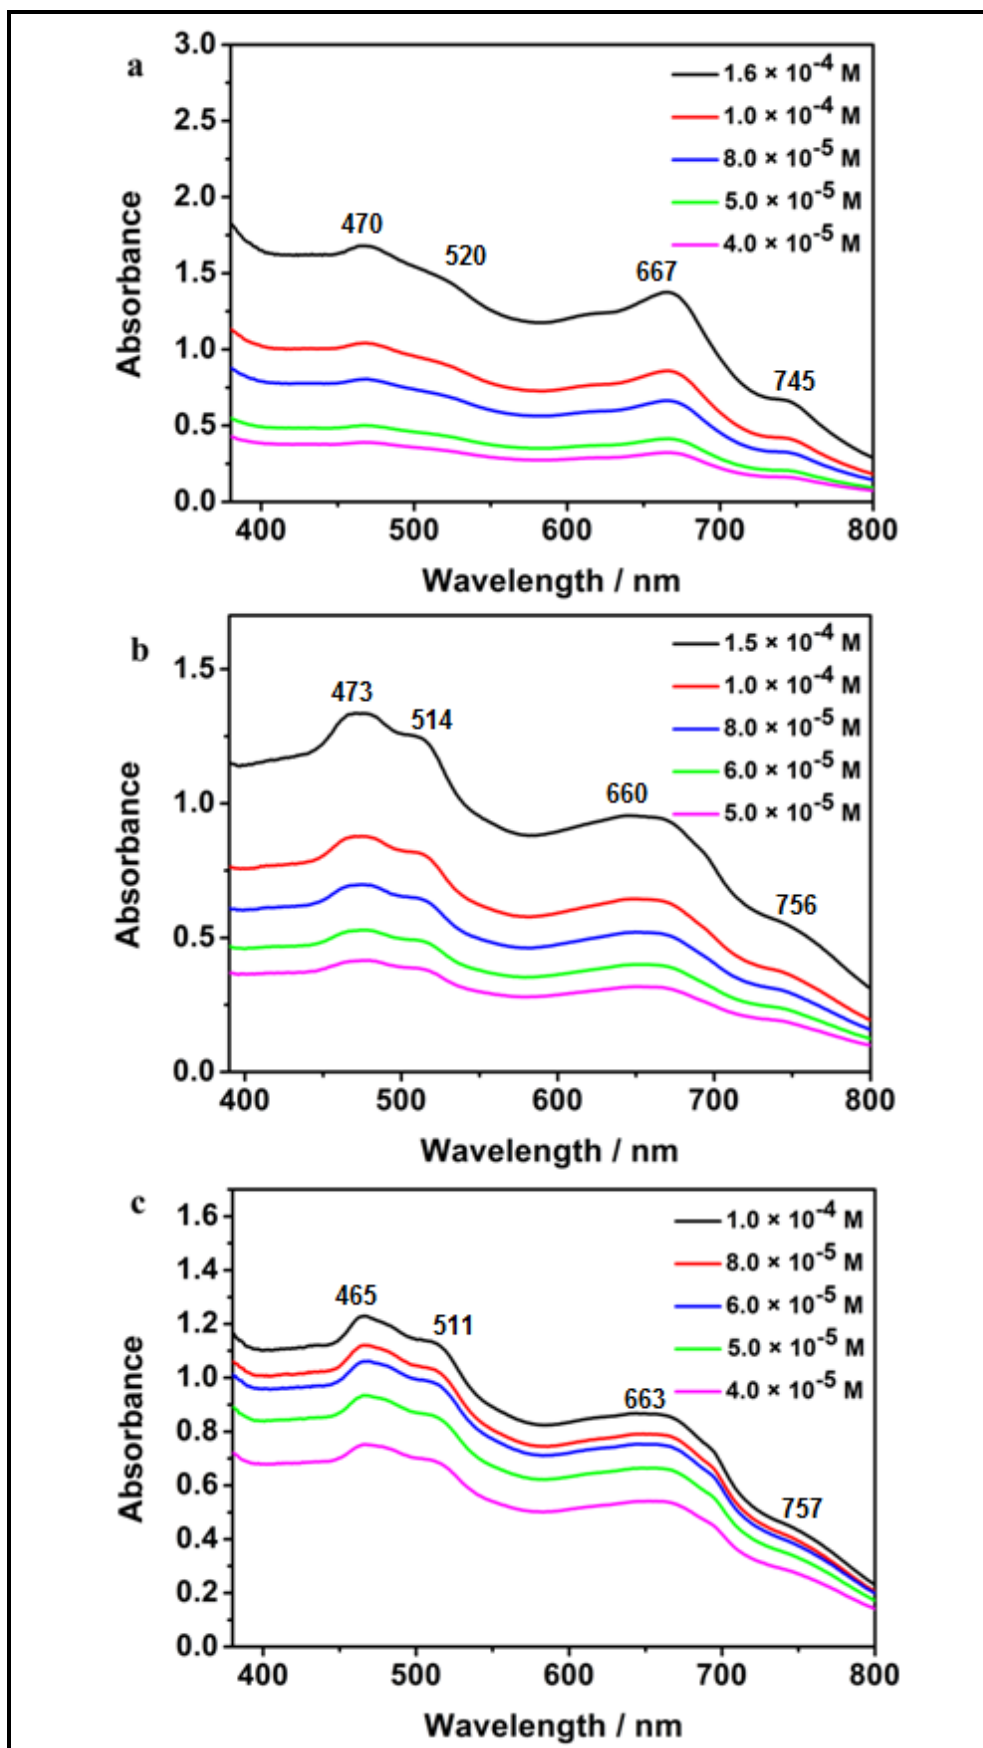 a
3.0
2.5
2.0
1.5
1.0
0.5
0.0
Absorbance
1.6 × 10⁻⁴ M
1.0 × 10⁻⁴ M
8.0 × 10⁻⁵ M
5.0 × 10⁻⁵ M
4.0 × 10⁻⁵ M
470
520
667
745
400 500 600 700 800
Wavelength / nm
b
1.5
1.0
0.5
0.0
Absorbance
1.5 × 10⁻⁴ M
1.0 × 10⁻⁴ M
8.0 × 10⁻⁵ M
6.0 × 10⁻⁵ M
5.0 × 10⁻⁵ M
473
514
660
756
400 500 600 700 800
Wavelength / nm
c
1.6
1.4
1.2
1.0
0.8
0.6
0.4
0.2
0.0
Absorbance
1.0 × 10⁻⁴ M
8.0 × 10⁻⁵ M
6.0 × 10⁻⁵ M
5.0 × 10⁻⁵ M
4.0 × 10⁻⁵ M
465
511
663
757
400 500 600 700 800
Wavelength / nm